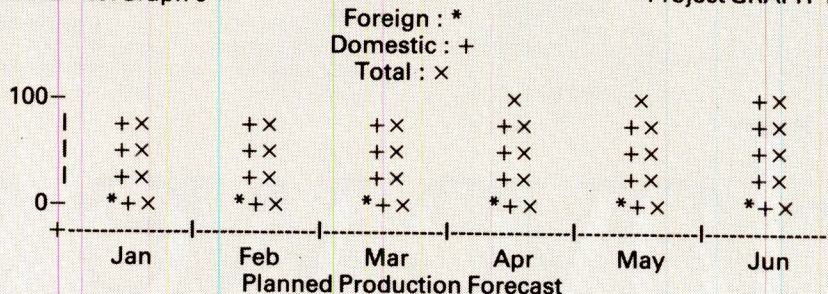 Foreign : *
Domestic : +
Total : ×
100
× ×  + ×
+ × + × + × + × + × + ×
+ × + × + × + × + × + ×
+ × + × + × + × + × + ×
0 * + × * + × * + × * + × * + × * + ×
Jan Feb Mar Apr May Jun
Planned Production Forecast